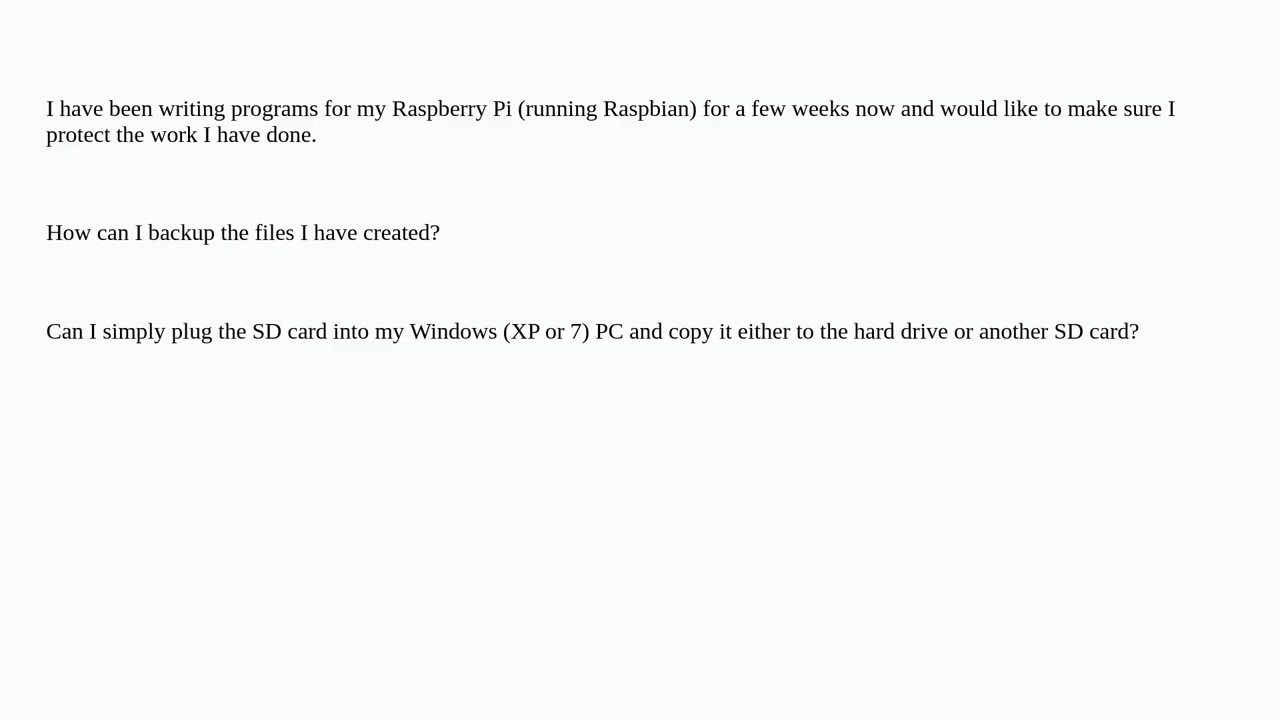 I have been writing programs for my Raspberry Pi (running Raspbian) for a few weeks now and would like to make sure I
protect the work I have done.
How can I backup the files I have created?
Can I simply plug the SD card into my Windows (XP or 7) PC and copy it either to the hard drive or another SD card?